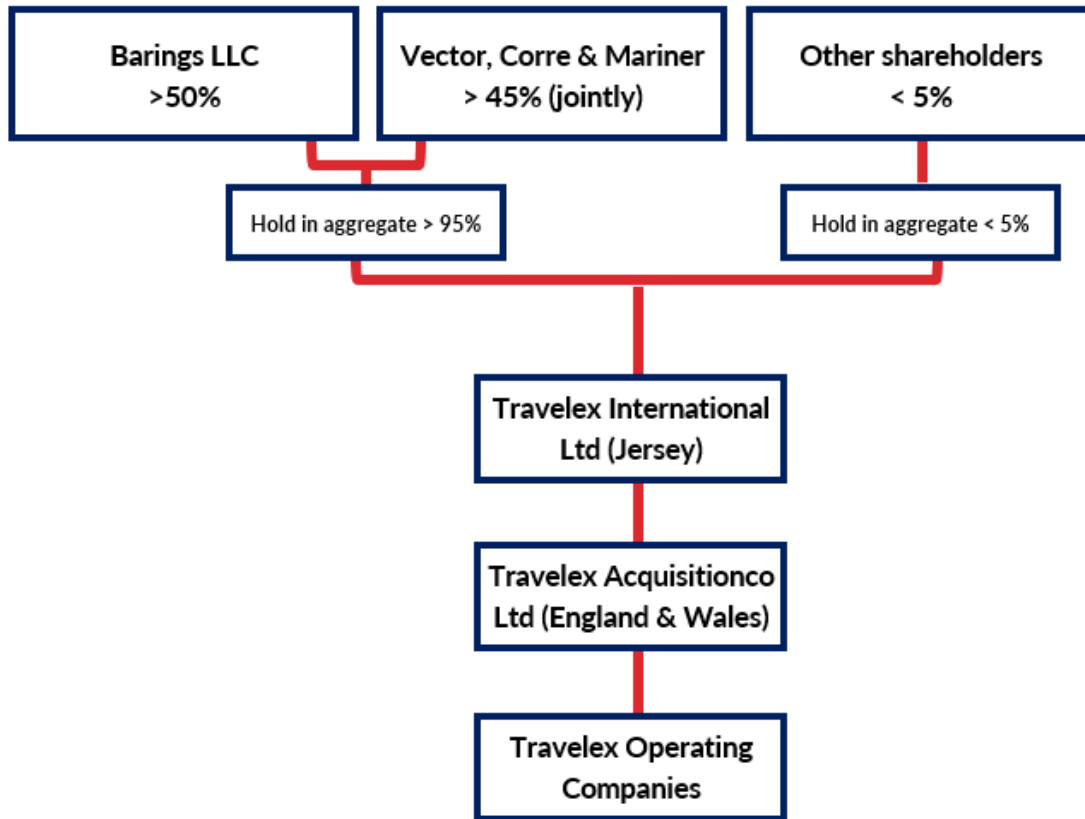 Barings LLC
>50%
Vector, Corre & Mariner
> 45% (jointly)
Other shareholders
< 5%
Hold in aggregate > 95%
Hold in aggregate < 5%
Travelex International
Ltd (Jersey)
Travelex Acquisitionco
Ltd (England & Wales)
Travelex Operating
Companies